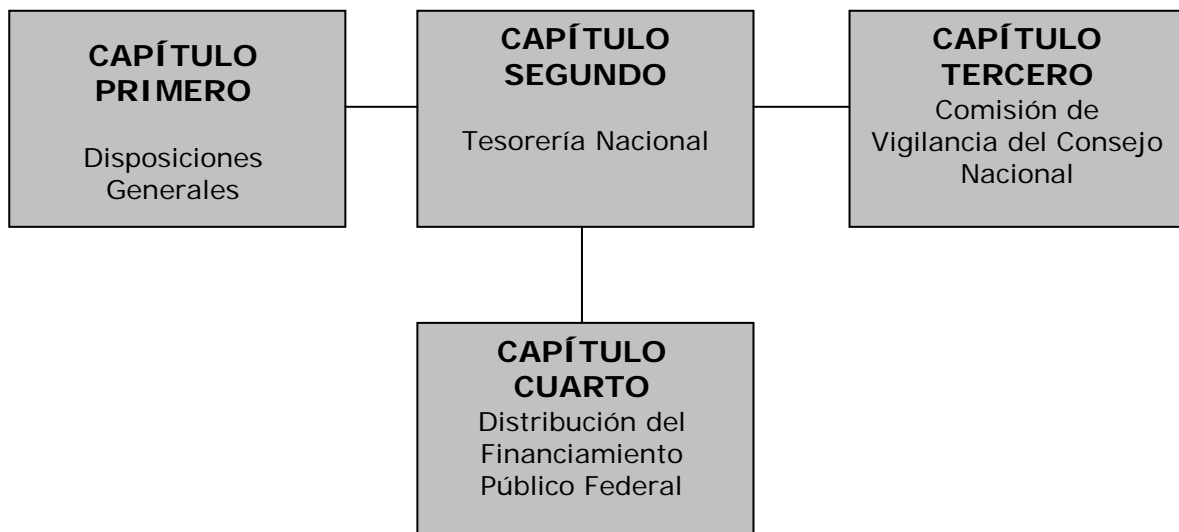 CAPÍTULO
PRIMERO
Disposiciones
Generales
CAPÍTULO
SEGUNDO
Tesorería Nacional
CAPÍTULO
TERCERO
Comisión de
Vigilancia del Consejo
Nacional
CAPÍTULO
CUARTO
Distribución del
Financiamiento
Público Federal